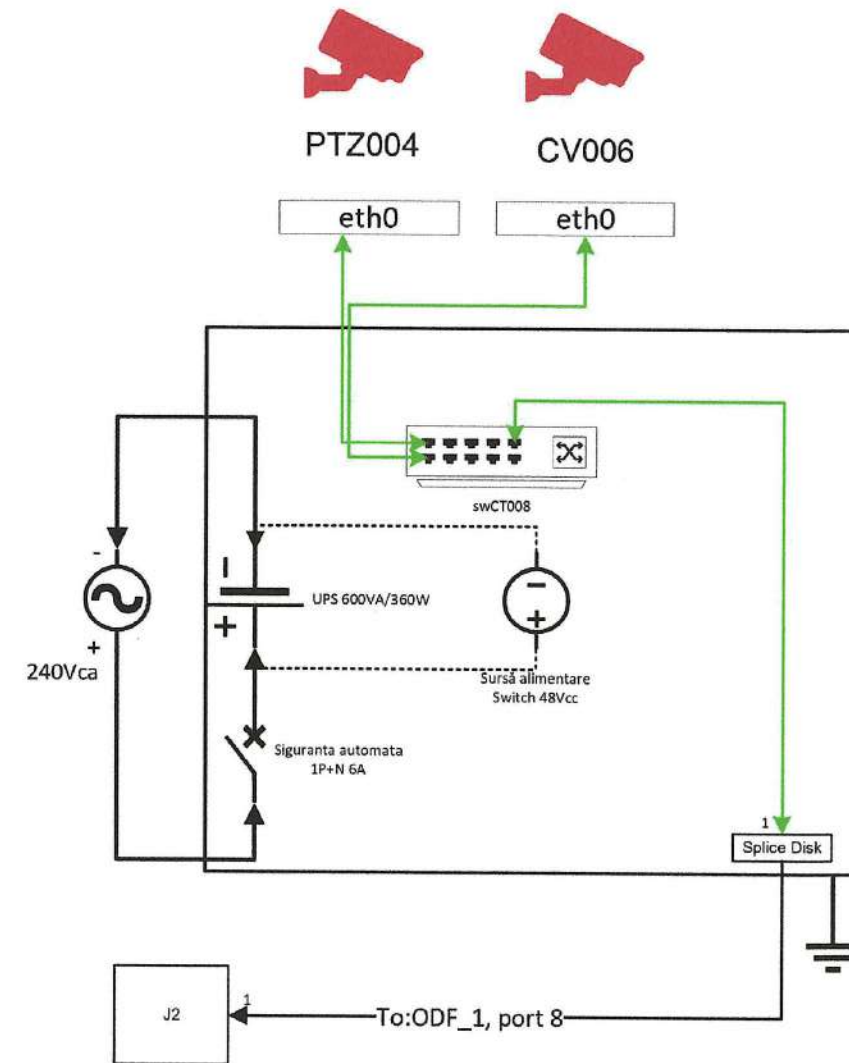 PTZ004
CV006
eth0
eth0
swCT008
-
+
240Vca
UPS 600VA/360W
Sursă alimentare
Switch 48Vcc
Siguranta automata
1P+N 6A
1
Splice Disk
J2
1
To:ODF_1, port 8